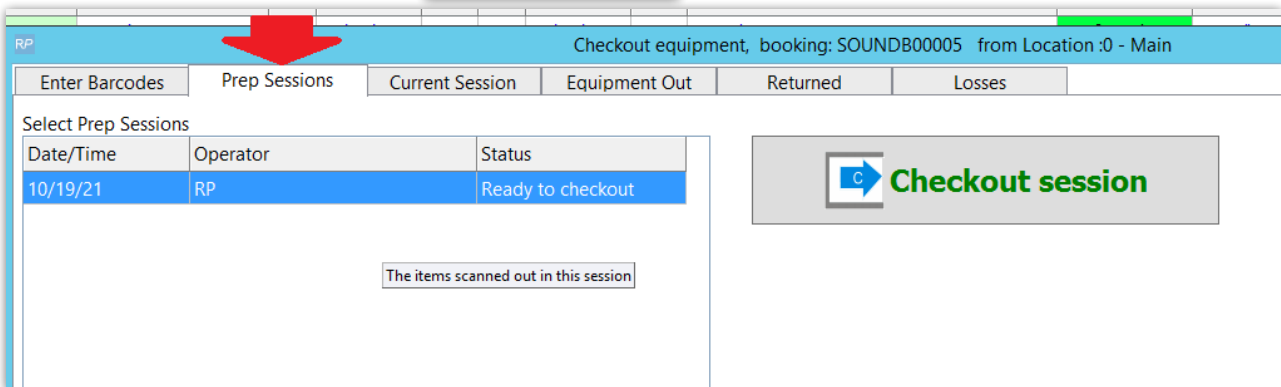 RP Checkout equipment, booking: SOUNDB00005 from Location :0 - Main
Enter Barcodes Prep Sessions Current Session Equipment Out Returned Losses
Select Prep Sessions
Date/Time Operator Status
10/19/21 RP Ready to checkout
C Checkout session
The items scanned out in this session